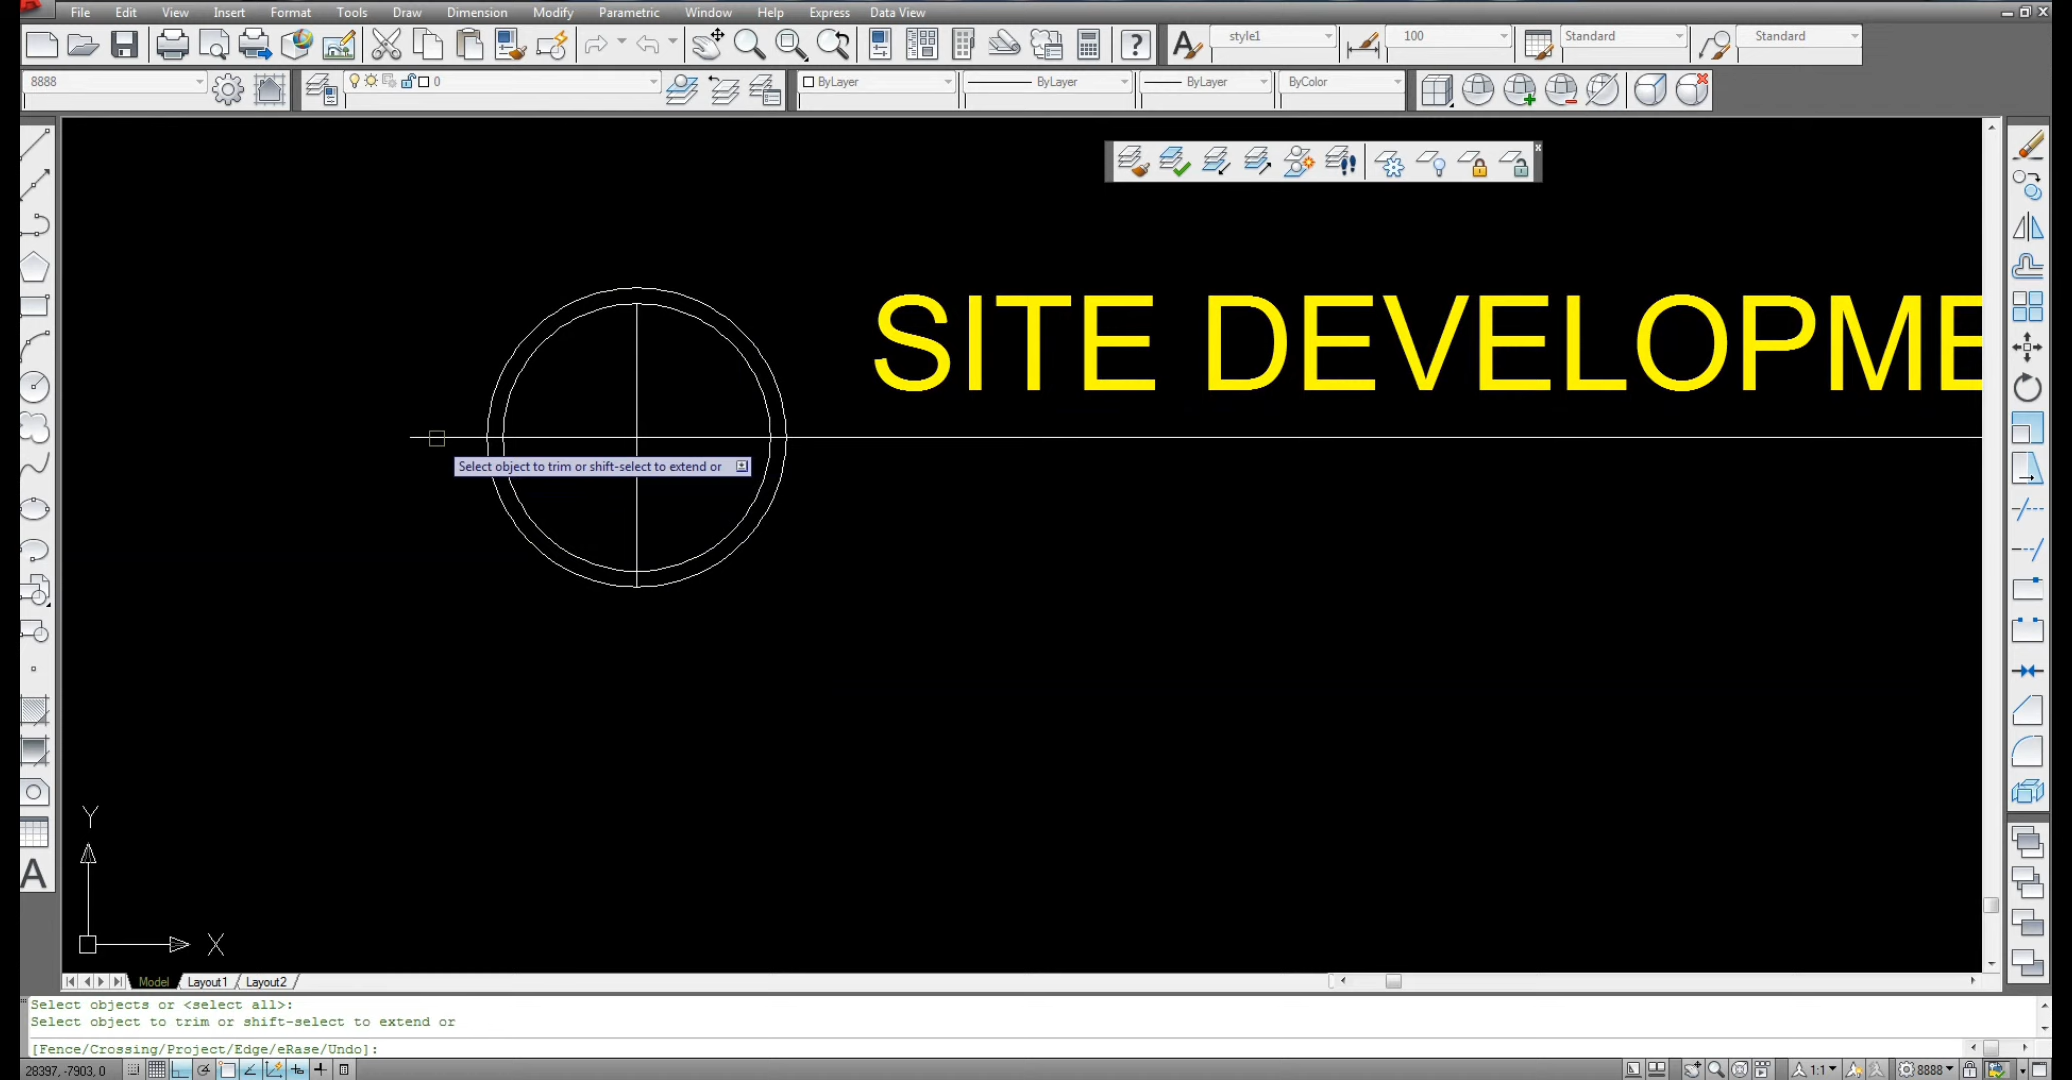 File Edit View Insert Format Tools Draw Dimension Modify Parametric Window Help Express Data View
style1 100 Standard Standard
8888 0 ByLayer ByLayer ByLayer ByColor
SITE DEVELOPME
Select object to trim or shift-select to extend or
Y
X
A
Model Layout1 Layout2
Select objects or <select all>:
Select object to trim or shift-select to extend or
[Fence/Crossing/Project/Edge/eRase/Undo]:
28397, -7903, 0 1:1 8888